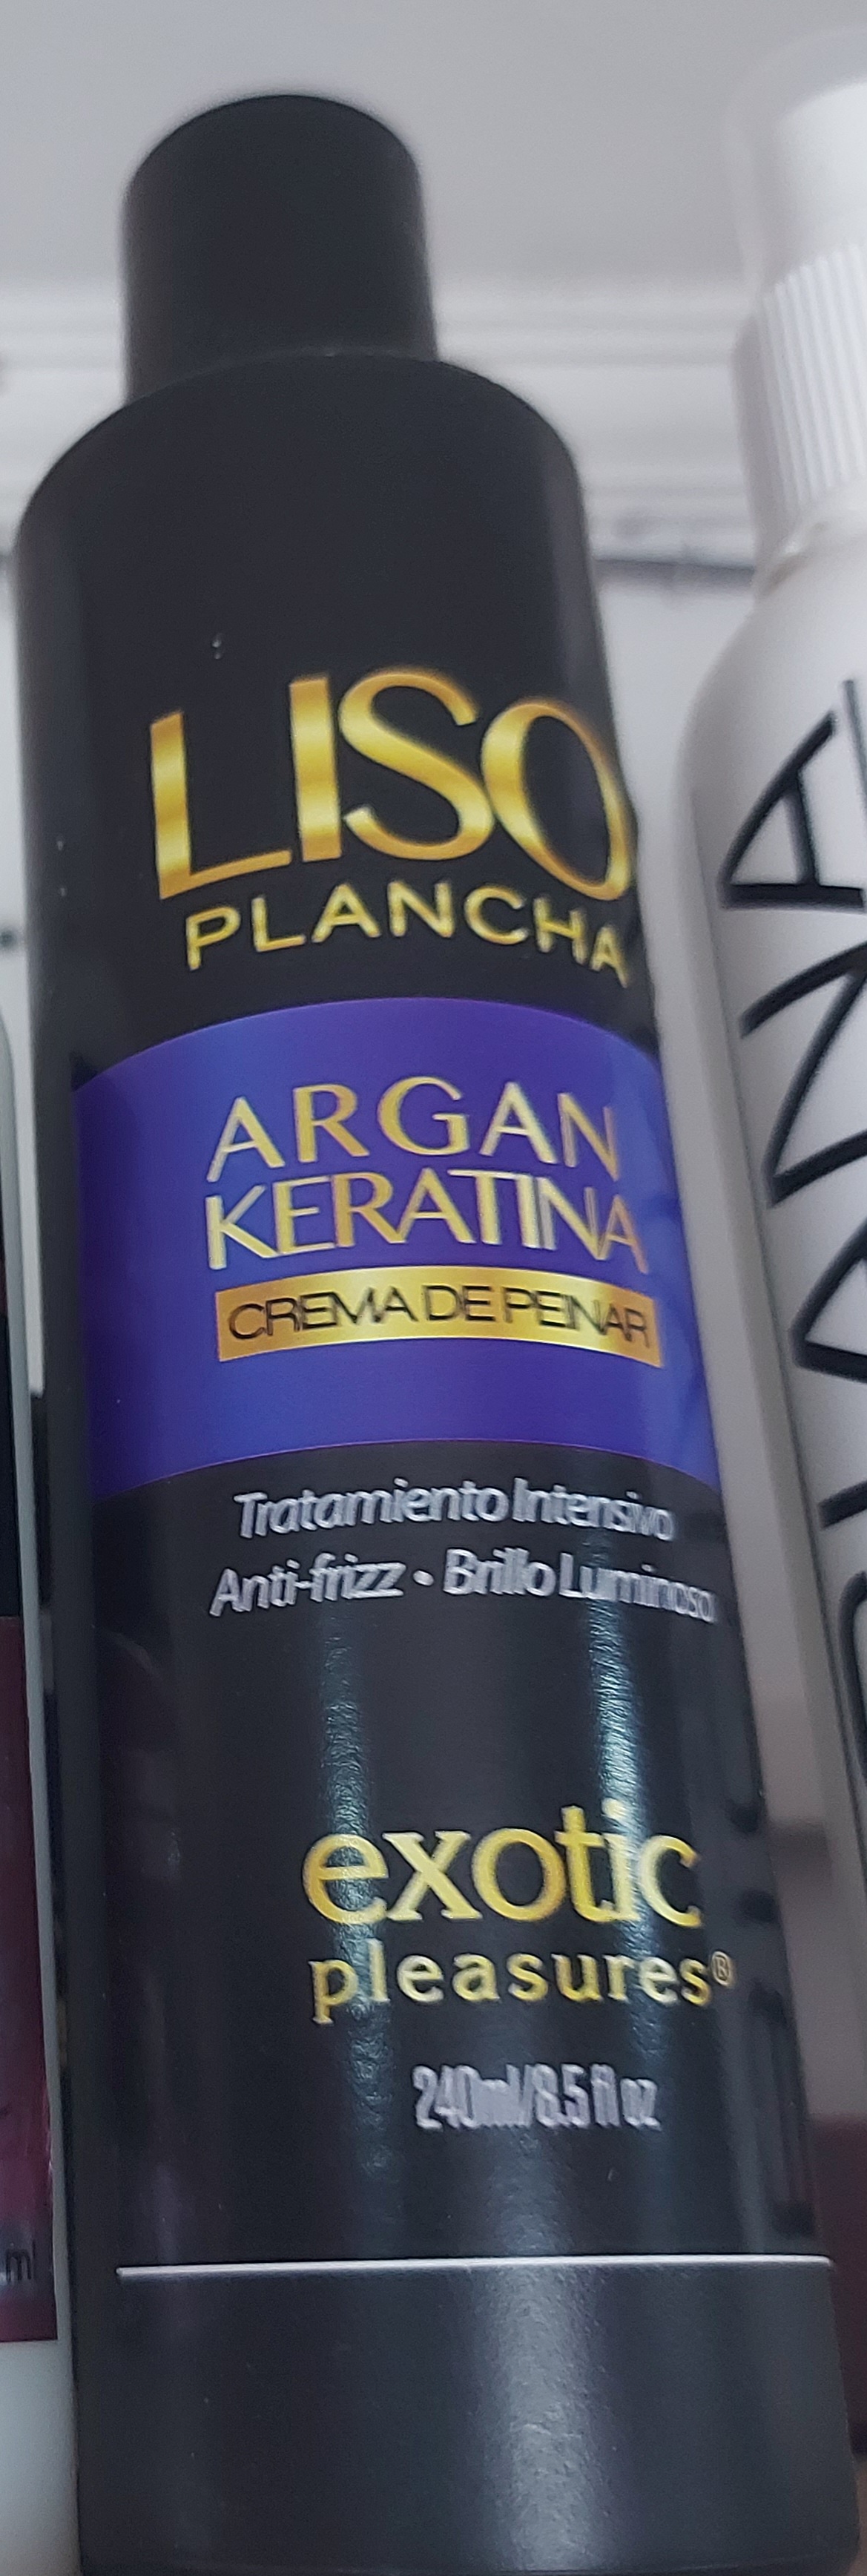 LISO
PLANCHA
ARGAN
KERATINA
CREMA DE PEINAR
Tratamiento Intensivo
Anti-frizz • Brillo Luminoso
exotic
pleasures®
240ml/8.5 fl oz
ml